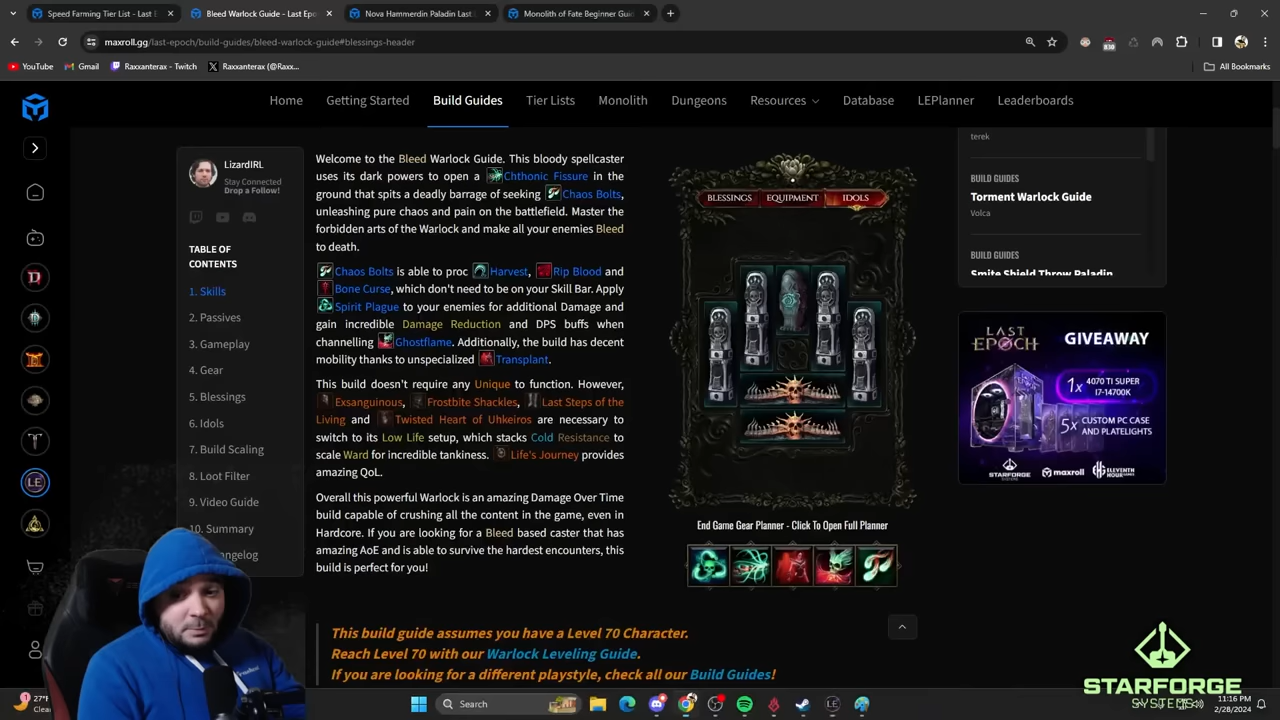 Speed Farming Tier List - Last E
Bleed Warlock Guide - Last Epo
Nova Hammerdin Paladin Last
Monolith of Fate Beginner Guid
maxroll.gg/last-epoch/build-guides/bleed-warlock-guide#blessings-header
YouTube
Gmail
Raxxanterax - Twitch
Raxxanterax (@Raxx...
All Bookmarks
Home
Getting Started
Build Guides
Tier Lists
Monolith
Dungeons
Resources
Database
LEPlanner
Leaderboards
LizardIRL
Stay Connected
Drop a Follow!
TABLE OF
CONTENTS
1. Skills
2. Passives
3. Gameplay
4. Gear
5. Blessings
6. Idols
7. Build Scaling
8. Loot Filter
9. Video Guide
10. Summary
Welcome to the Bleed Warlock Guide. This bloody spellcaster
uses its dark powers to open a Chthonic Fissure in the
ground that spits a deadly barrage of seeking Chaos Bolts,
unleashing pure chaos and pain on the battlefield. Master the
forbidden arts of the Warlock and make all your enemies Bleed
to death.
Chaos Bolts is able to proc Harvest, Rip Blood and
Bone Curse, which don't need to be on your Skill Bar. Apply
Spirit Plague to your enemies for additional Damage and
gain incredible Damage Reduction and DPS buffs when
channelling Ghostflame. Additionally, the build has decent
mobility thanks to unspecialized Transplant.
This build doesn't require any Unique to function. However,
Exsanguinous, Frostbite Shackles, Last Steps of the
Living and Twisted Heart of Uhkeiros are necessary to
switch to its Low Life setup, which stacks Cold Resistance to
scale Ward for incredible tankiness. Life's Journey provides
amazing QoL.
Overall this powerful Warlock is an amazing Damage Over Time
build capable of crushing all the content in the game, even in
Hardcore. If you are looking for a Bleed based caster that has
amazing AoE and is able to survive the hardest encounters, this
build is perfect for you!
BLESSINGS
EQUIPMENT
IDOLS
End Game Gear Planner - Click To Open Full Planner
This build guide assumes you have a Level 70 Character.
Reach Level 70 with our Warlock Leveling Guide.
If you are looking for a different playstyle, check all our Build Guides!
terek
BUILD GUIDES
Torment Warlock Guide
Volca
BUILD GUIDES
Smite Shield Throw Paladin
LAST
EPOCH
GIVEAWAY
1x 4070 TI SUPER
I7-14700K
5x CUSTOM PC CASE
AND PLATELIGHTS
STARFORGE
SYSTEMS
maxroll
ELEVENTH
HOUR
GAMES
STARFORGE
SYSTEMS
27°F
Clear
Search
11:16 PM
2/28/2024